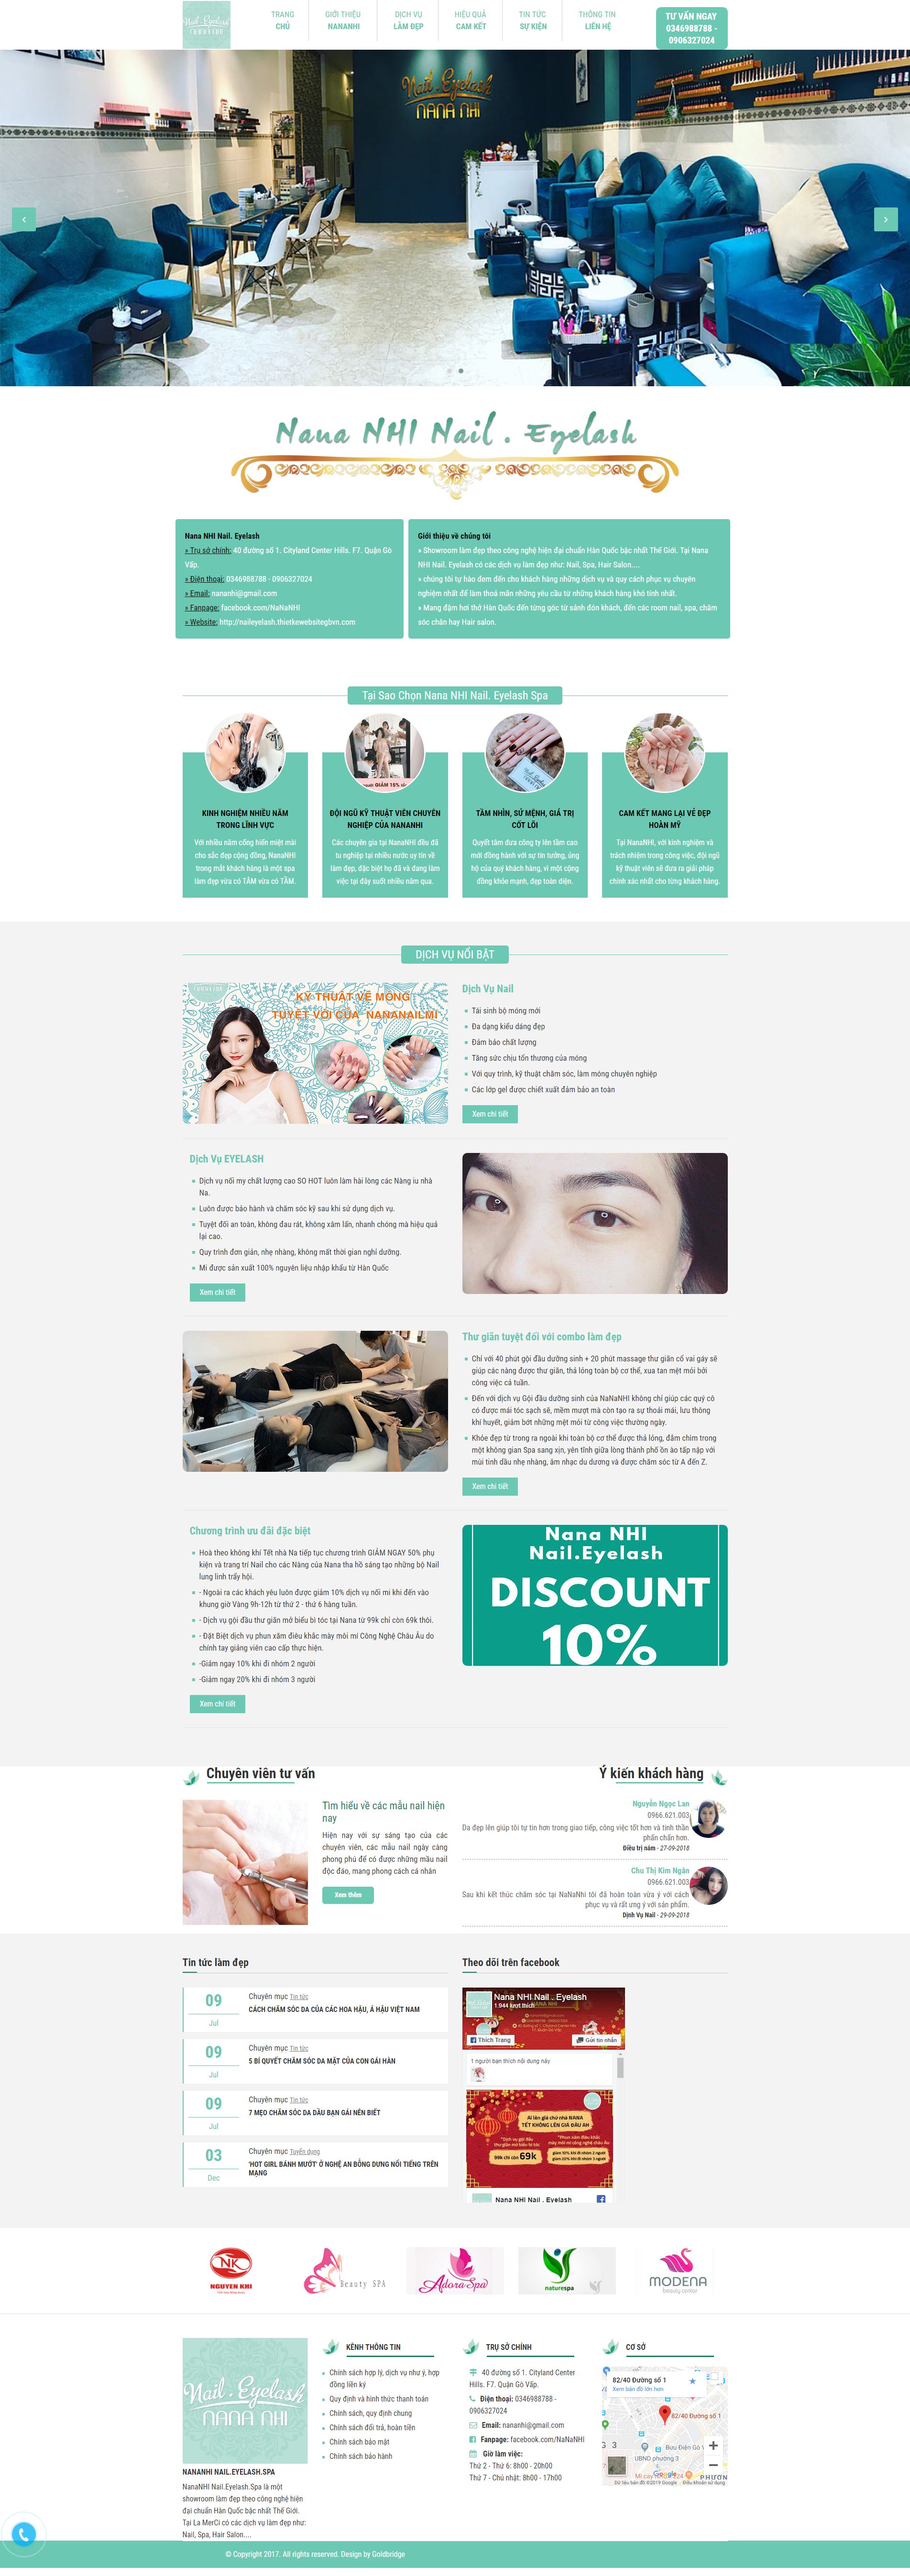 Nail.Eyelash
NANA NHI
TRANG
CHỦ
GIỚI THIỆU
NANANHI
DỊCH VỤ
LÀM ĐẸP
HIỆU QUẢ
CAM KẾT
TIN TỨC
SỰ KIỆN
THÔNG TIN
LIÊN HỆ
TƯ VẤN NGAY
0346988788 -
0906327024
Nail.Eyelash
NANA NHI
Nana NHI Nail . Eyelash
Nana NHI Nail. Eyelash
» Trụ sở chính: 40 đường số 1. Cityland Center Hills. F7. Quận Gò
Vấp.
» Điện thoại: 0346988788 - 0906327024
» Email: nananhi@gmail.com
» Fanpage: facebook.com/NaNaNHI
» Website: http://naileyelash.thietkewebsitegbvn.com
Giới thiệu về chúng tôi
» Showroom làm đẹp theo công nghệ hiện đại chuẩn Hàn Quốc bậc nhất Thế Giới. Tại Nana
NHI Nail. Eyelash có các dịch vụ làm đẹp như: Nail, Spa, Hair Salon....
» chúng tôi tự hào đem đến cho khách hàng những dịch vụ và quy cách phục vụ chuyên
nghiệp nhất để làm thoả mãn những yêu cầu từ những khách hàng khó tính nhất.
» Mang đậm hơi thở Hàn Quốc đến từng góc từ sảnh đón khách, đến các room nail, spa, chăm
sóc chân hay Hair salon.
Tại Sao Chọn Nana NHI Nail. Eyelash Spa
GIẢM 15%
KINH NGHIỆM NHIỀU NĂM
TRONG LĨNH VỰC
Với nhiều năm cống hiến miệt mài
cho sắc đẹp cộng đồng, NanaNHI
trong mắt khách hàng là một spa
làm đẹp vừa có TÂM vừa có TẦM.
ĐỘI NGŨ KỸ THUẬT VIÊN CHUYÊN
NGHIỆP CỦA NANANHI
Các chuyên gia tại NanaNHI đều đã
tu nghiệp tại nhiều nước uy tín về
làm đẹp, đặc biệt họ đã và đang làm
việc tại đây suốt nhiều năm qua.
TẦM NHÌN, SỨ MỆNH, GIÁ TRỊ
CỐT LÕI
Quyết tâm đưa công ty lên tầm cao
mới đồng hành với sự tin tưởng, ủng
hộ của quý khách hàng, vì một cộng
đồng khỏe mạnh, đẹp toàn diện.
CAM KẾT MANG LẠI VẺ ĐẸP
HOÀN MỸ
Tại NanaNHI, với kinh nghiệm và
trách nhiệm trong công việc, đội ngũ
kỹ thuật viên sẽ đưa ra giải pháp
chính xác nhất cho từng khách hàng.
DỊCH VỤ NỔI BẬT
KỸ THUẬT VẼ MÓNG
TUYỆT VỜI CỦA NANANAILMI
Dịch Vụ Nail
Tái sinh bộ móng mới
Đa dạng kiểu dáng đẹp
Đảm bảo chất lượng
Tăng sức chịu tổn thương của móng
Với quy trình, kỹ thuật chăm sóc, làm móng chuyên nghiệp
Các lớp gel được chiết xuất đảm bảo an toàn
Xem chi tiết
Dịch Vụ EYELASH
Dịch vụ nối my chất lượng cao SO HOT luôn làm hài lòng các Nàng iu nhà
Na.
Luôn được bảo hành và chăm sóc kỹ sau khi sử dụng dịch vụ.
Tuyệt đối an toàn, không đau rát, không xâm lấn, nhanh chóng mà hiệu quả
lại cao.
Quy trình đơn giản, nhẹ nhàng, không mất thời gian nghỉ dưỡng.
Mi được sản xuất 100% nguyên liệu nhập khẩu từ Hàn Quốc
Xem chi tiết
Thư giãn tuyệt đối với combo làm đẹp
Chỉ với 40 phút gội đầu dưỡng sinh + 20 phút massage thư giãn cổ vai gáy sẽ
giúp các nàng được thư giãn, thả lỏng toàn bộ cơ thể, xua tan mệt mỏi bởi
công việc cả tuần.
Đến với dịch vụ Gội đầu dưỡng sinh của NaNaNHI không chỉ giúp các quý cô
có được mái tóc sạch sẽ, mềm mượt mà còn tạo ra sự thoải mái, lưu thông
khí huyết, giảm bớt những mệt mỏi từ công việc thường ngày.
Khỏe đẹp từ trong ra ngoài khi toàn bộ cơ thể được thả lỏng, đắm chìm trong
một không gian Spa sang xịn, yên tĩnh giữa lòng thành phố ồn ào tấp nập với
mùi tinh dầu nhẹ nhàng, âm nhạc du dương và được chăm sóc từ A đến Z.
Xem chi tiết
Chương trình ưu đãi đặc biệt
Hoà theo không khí Tết nhà Na tiếp tục chương trình GIẢM NGAY 50% phụ
kiện và trang trí Nail cho các Nàng của Nana tha hồ sáng tạo những bộ Nail
lung linh trẩy hội.
- Ngoài ra các khách yêu luôn được giảm 10% dịch vụ nối mi khi đến vào
khung giờ Vàng 9h-12h từ thứ 2 - thứ 6 hàng tuần.
- Dịch vụ gội đầu thư giãn mở biểu bì tóc tại Nana từ 99k chỉ còn 69k thôi.
- Đặt Biệt dịch vụ phun xăm điêu khắc mày môi mí Công Nghệ Châu Âu do
chính tay giảng viên cao cấp thực hiện.
-Giảm ngay 10% khi đi nhóm 2 người
-Giảm ngay 20% khi đi nhóm 3 người
Xem chi tiết
Nana NHI
Nail.Eyelash
DISCOUNT
10%
Chuyên viên tư vấn
Tìm hiểu về các mẫu nail hiện
nay
Hiện nay với sự sáng tạo của các
chuyên viên, các mẫu nail ngày càng
phong phú để có được những mẫu nail
độc đáo, mang phong cách cá nhân
Xem thêm
Ý kiến khách hàng
Nguyễn Ngọc Lan
0966.621.003
Da đẹp lên giúp tôi tự tin hơn trong giao tiếp, công việc tốt hơn và tinh thần
phấn chấn hơn.
Điều trị nám - 27-09-2018
Chu Thị Kim Ngân
0966.621.003
Sau khi kết thúc chăm sóc tại NaNaNhi tôi đã hoàn toàn vừa ý với cách
phục vụ và rất ưng ý với sản phẩm.
Dịnh Vụ Nail - 29-09-2018
Tin tức làm đẹp
09
Jul
Chuyên mục Tin tức
CÁCH CHĂM SÓC DA CỦA CÁC HOA HẬU, Á HẬU VIỆT NAM
09
Jul
Chuyên mục Tin tức
5 BÍ QUYẾT CHĂM SÓC DA MẶT CỦA CON GÁI HÀN
09
Jul
Chuyên mục Tin tức
7 MẸO CHĂM SÓC DA DẦU BẠN GÁI NÊN BIẾT
03
Dec
Chuyên mục Tuyển dụng
'HOT GIRL BÁNH MƯỚT' Ở NGHỆ AN BỖNG DƯNG NỔI TIẾNG TRÊN
MẠNG
Theo dõi trên facebook
Nana NHI Nail . Eyelash
1.944 lượt thích
Thích Trang
Gửi tin nhắn
1 người bạn thích nội dung này
Ai lên giá chứ nhà NANA
TẾT KHÔNG LÊN GIÁ ĐÂU AH
99k chỉ còn 69k
Nana NHI Nail . Eyelash
NK
NGUYEN KHI
Beauty SPA
Adora Spa
naturespa
MODENA
beauty center
Nail.Eyelash
NANA NHI
NANANHI NAIL.EYELASH.SPA
NanaNHI Nail.Eyelash.Spa là một
showroom làm đẹp theo công nghệ hiện
đại chuẩn Hàn Quốc bậc nhất Thế Giới.
Tại La MerCi có các dịch vụ làm đẹp như:
Nail, Spa, Hair Salon....
KÊNH THÔNG TIN
Chính sách hợp lý, dịch vụ như ý, hợp
đồng liền ký
Quy định và hình thức thanh toán
Chính sách, quy định chung
Chính sách đổi trả, hoàn tiền
Chính sách bảo mật
Chính sách bảo hành
TRỤ SỞ CHÍNH
40 đường số 1. Cityland Center
Hills. F7. Quận Gò Vấp.
Điện thoại: 0346988788 -
0906327024
Email: nananhi@gmail.com
Fanpage: facebook.com/NaNaNHI
Giờ làm việc:
Thứ 2 - Thứ 6: 8h00 - 20h00
Thứ 7 - Chủ nhật: 8h00 - 17h00
CƠ SỞ
82/40 Đường số 1
Xem bản đồ lớn hơn
82/40 Đường số 1
Bưu Điện Gò V
UBND phường 3
Google
PHƯỜN
Dữ liệu bản đồ ©2019 Google
Điều khoản sử dụng
© Copyright 2017. All rights reserved. Design by Goldbridge